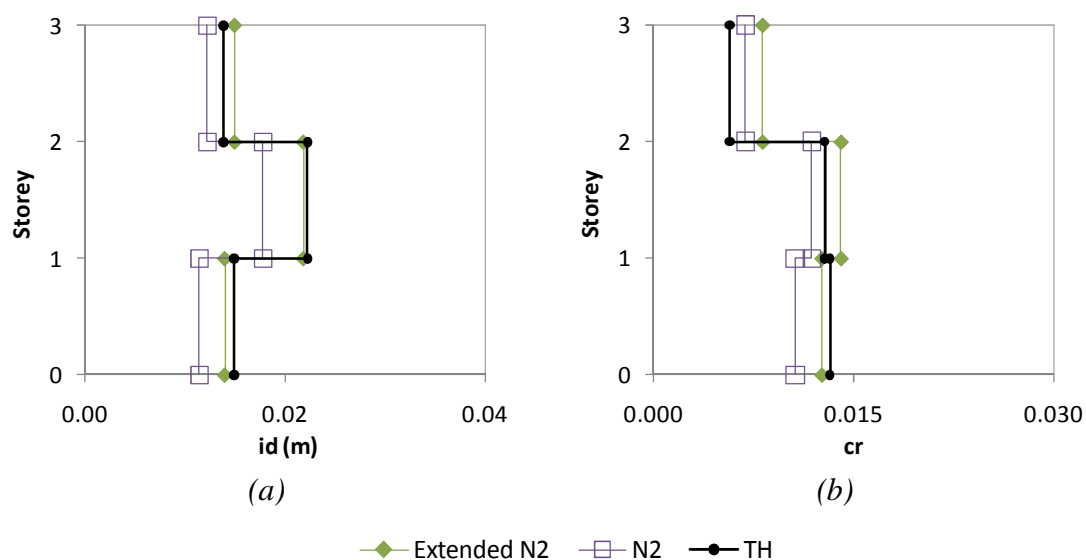 3
2
1
0
Storey
0.00
0.02
0.04
id (m)
(a)
3
2
1
0
Storey
0.000
0.015
0.030
cr
(b)
Extended N2
N2
TH